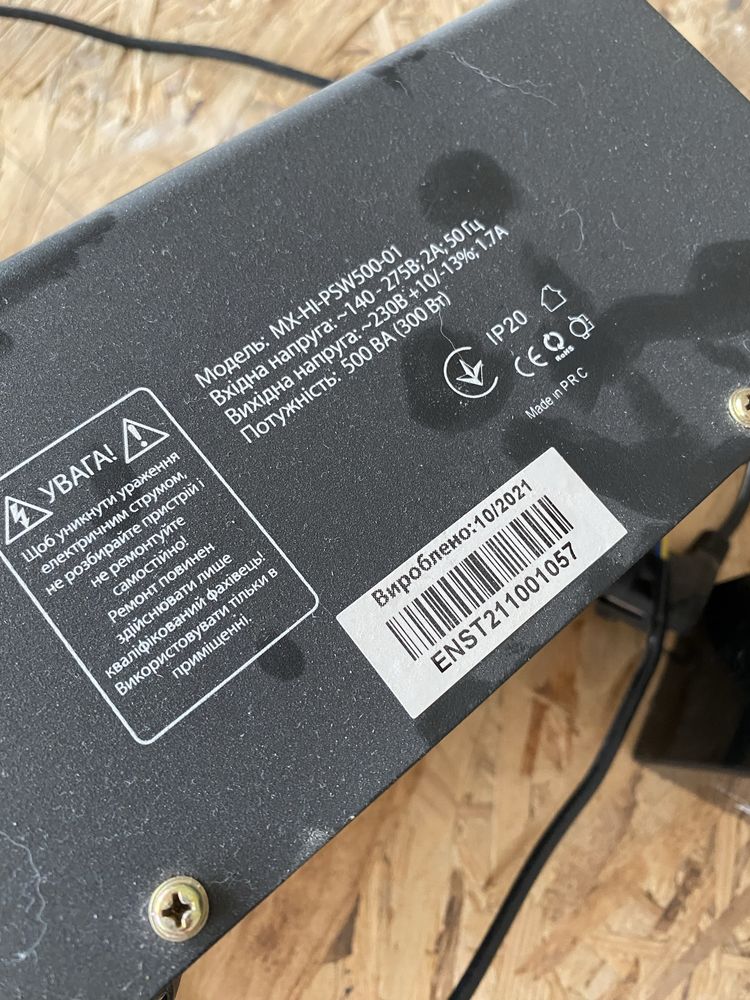 Модель: MX-HI-PSW500-01
Вхідна напруга: ~140 - 275В; 2А; 50 Гц
Вихідна напруга: ~230В +10/-13%; 1.7А
Потужність: 500 ВА (300 Вт)
IP20
CE
RoHS
Made in P R C
УВАГА!
Щоб уникнути ураження
електричним струмом,
не розбирайте пристрій і
не ремонтуйте
самостійно!
Ремонт повинен
здійснювати лише
кваліфікований фахівець!
Використовувати тільки в
приміщенні.
Вироблено:10/2021
ENST211001057